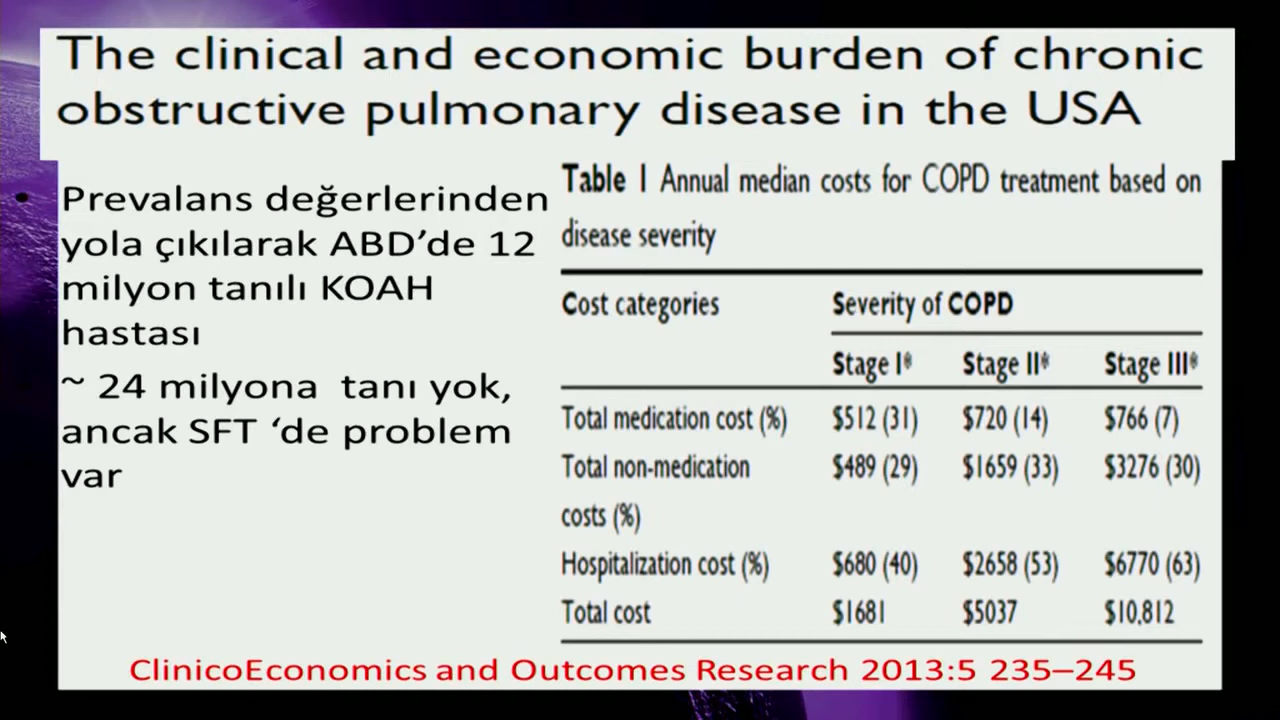 The clinical and economic burden of chronic
obstructive pulmonary disease in the USA
• Prevalans değerlerinden
yola çıkılarak ABD’de 12
milyon tanılı KOAH
hastası
~ 24 milyona tanı yok,
ancak SFT ‘de problem
var
Table 1 Annual median costs for COPD treatment based on
disease severity
Cost categories Severity of COPD
Stage I* Stage II* Stage III*
Total medication cost (%) $512 (31) $720 (14) $766 (7)
Total non-medication $489 (29) $1659 (33) $3276 (30)
costs (%)
Hospitalization cost (%) $680 (40) $2658 (53) $6770 (63)
Total cost $1681 $5037 $10,812
ClinicoEconomics and Outcomes Research 2013:5 235–245